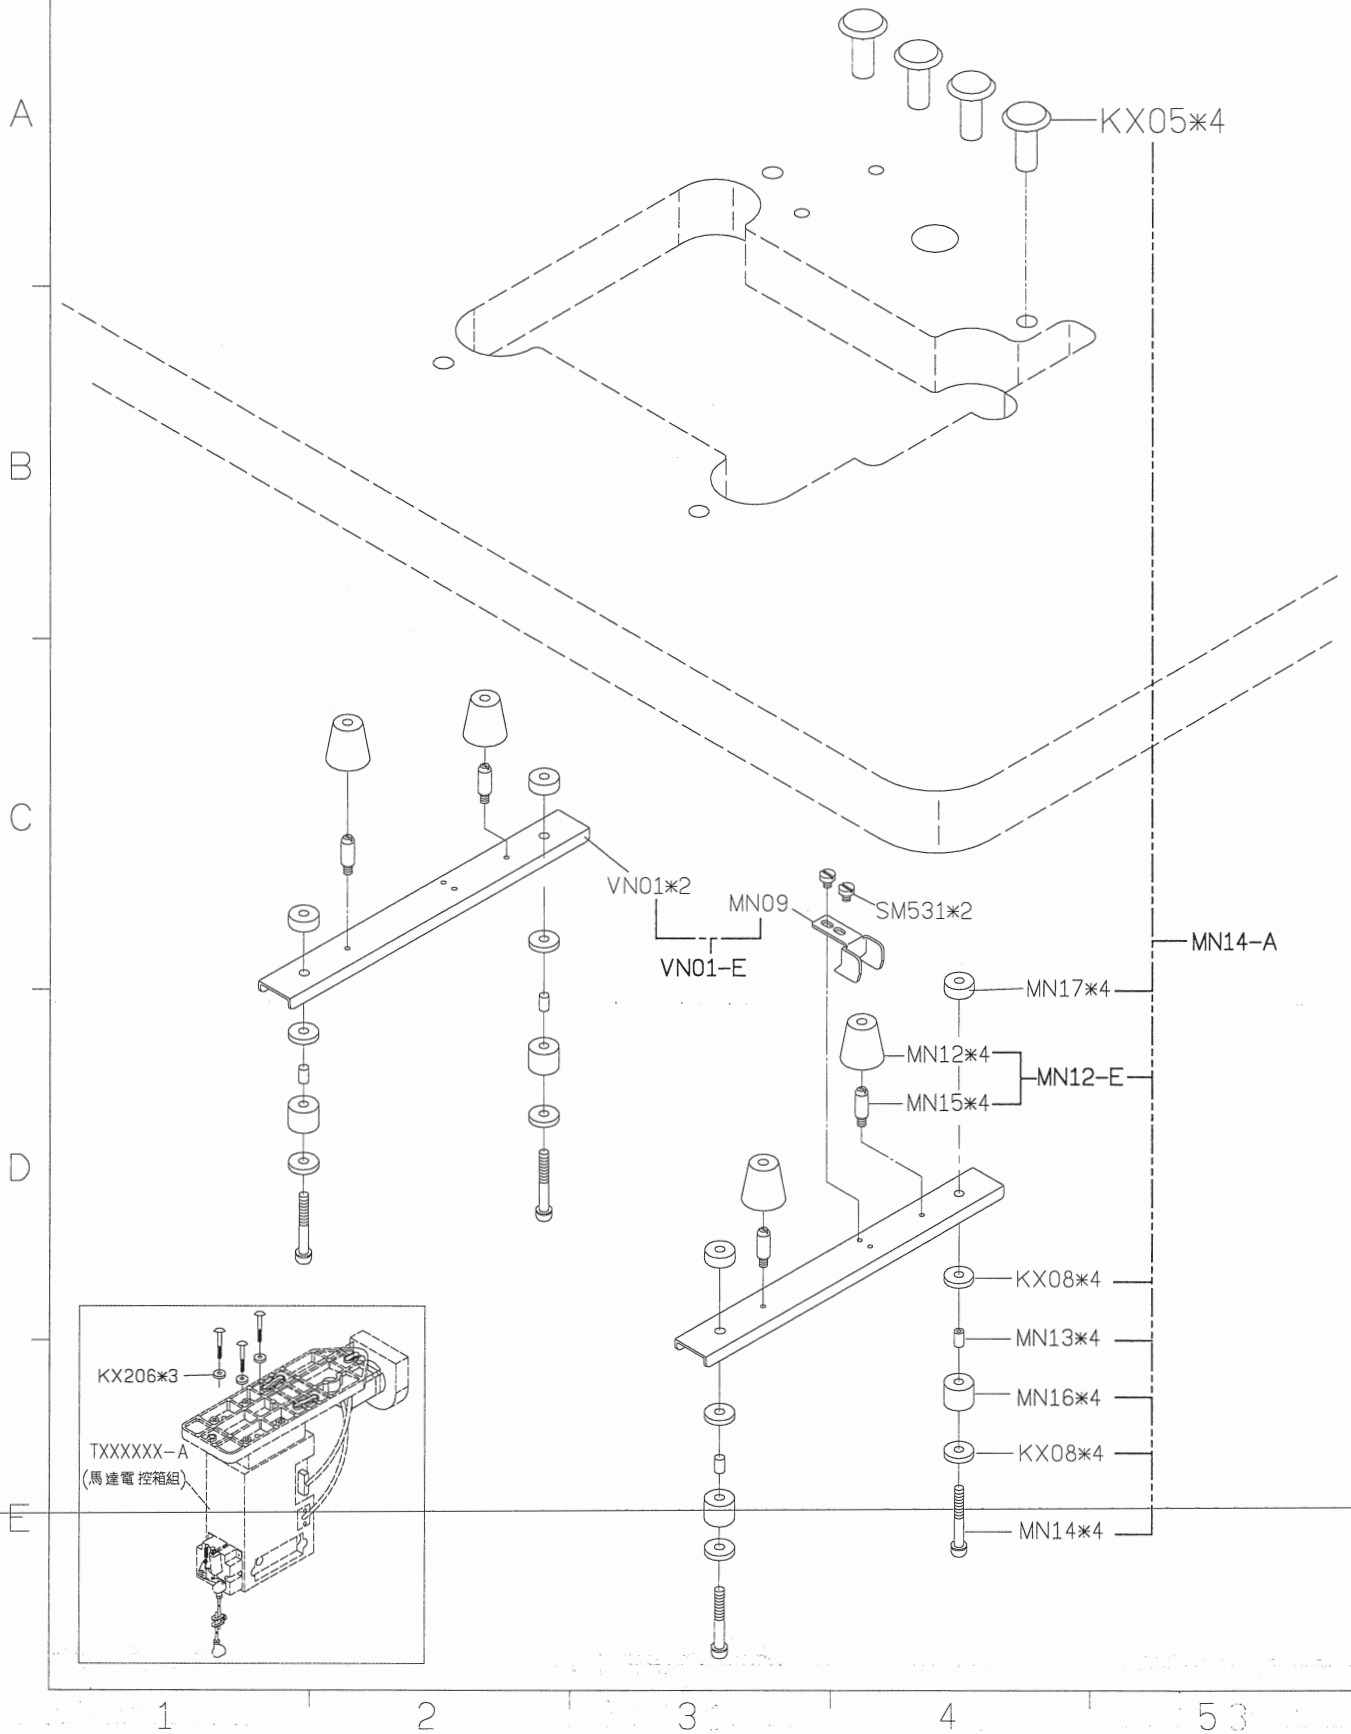 A
KX05*4
B
C
VN01*2
MN09
SM531*2
VN01-E
MN14-A
MN17*4
MN12*4
MN12-E
MN15*4
D
KX08*4
MN13*4
KX206*3
MN16*4
TXXXXXX-A
(馬達電控箱組)
KX08*4
E
MN14*4
1
2
3
4
5 3